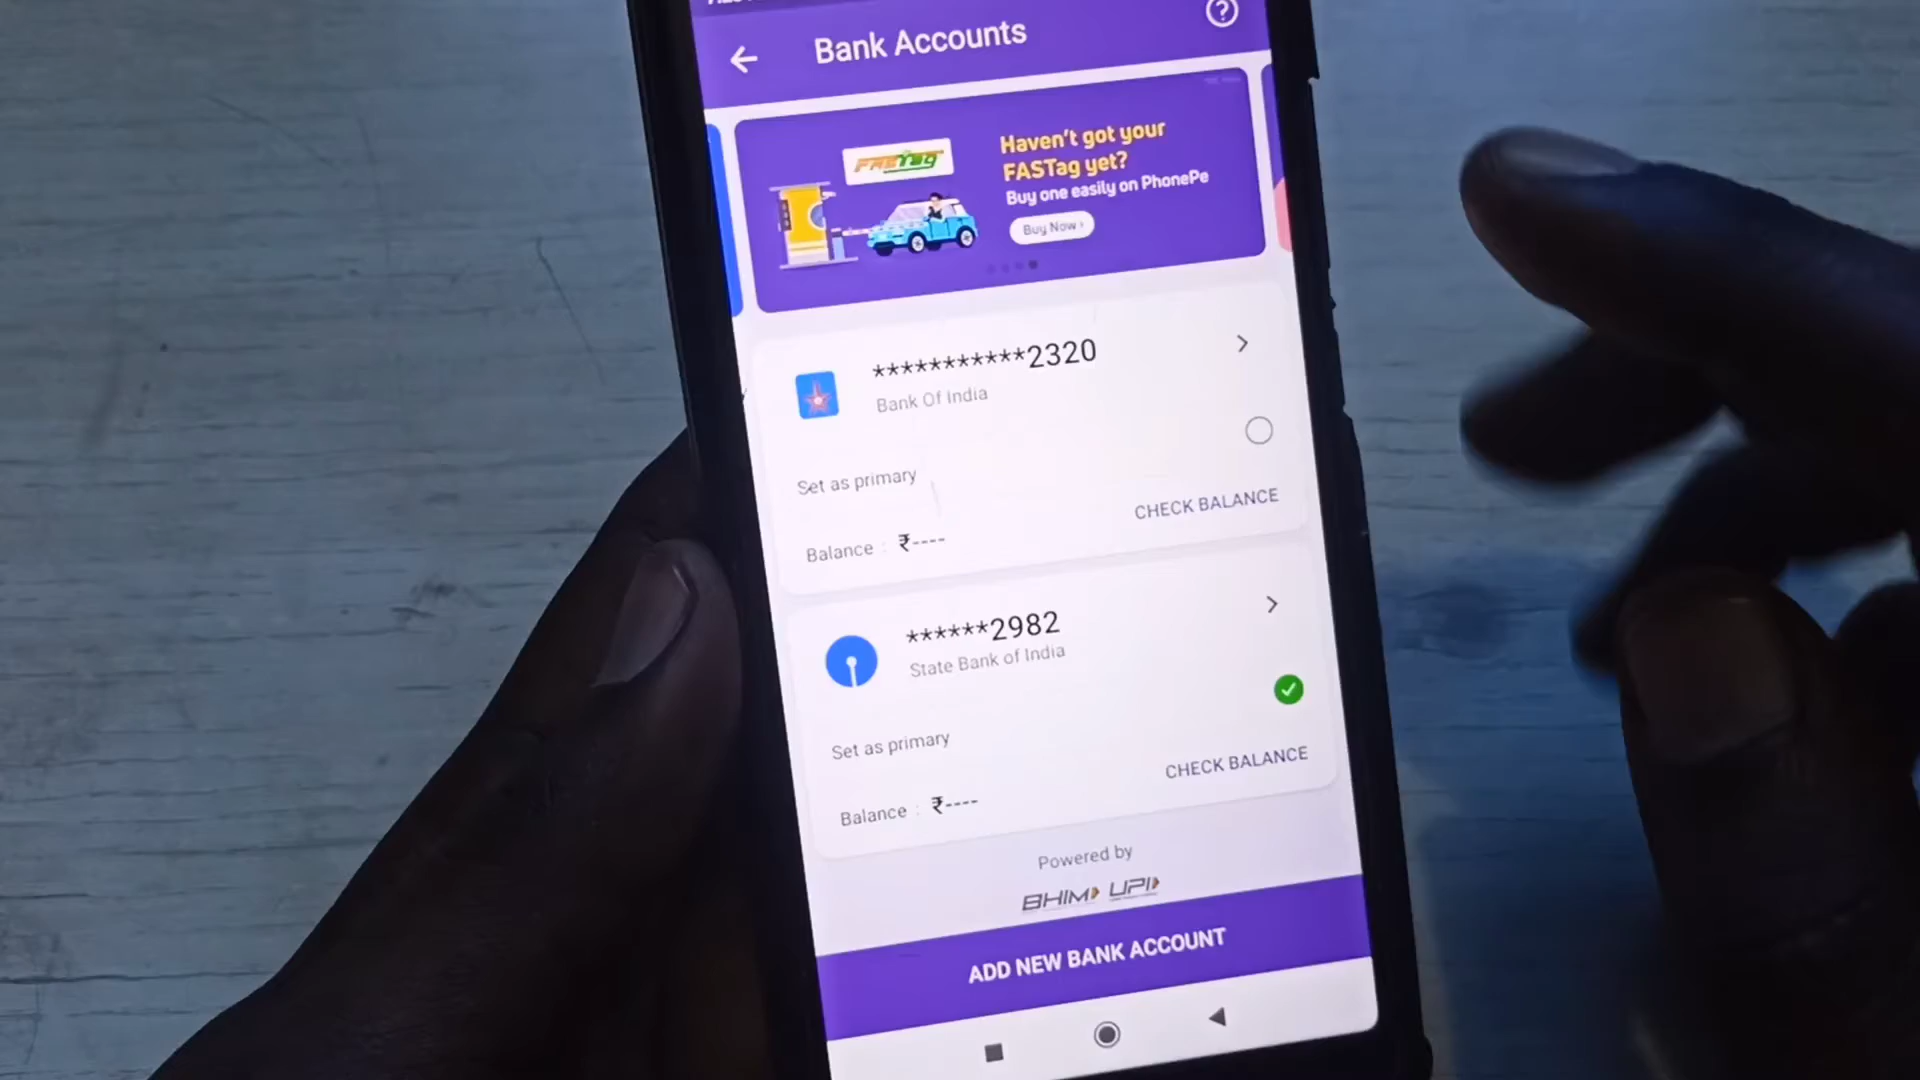 Bank Accounts
?
FASTag
Haven't got your
FASTag yet?
Buy one easily on PhonePe
Buy Now ›
***********2320
Bank Of India
Set as primary
CHECK BALANCE
Balance : ₹----
******2982
State Bank of India
Set as primary
CHECK BALANCE
Balance : ₹----
Powered by
BHIM UPI
ADD NEW BANK ACCOUNT